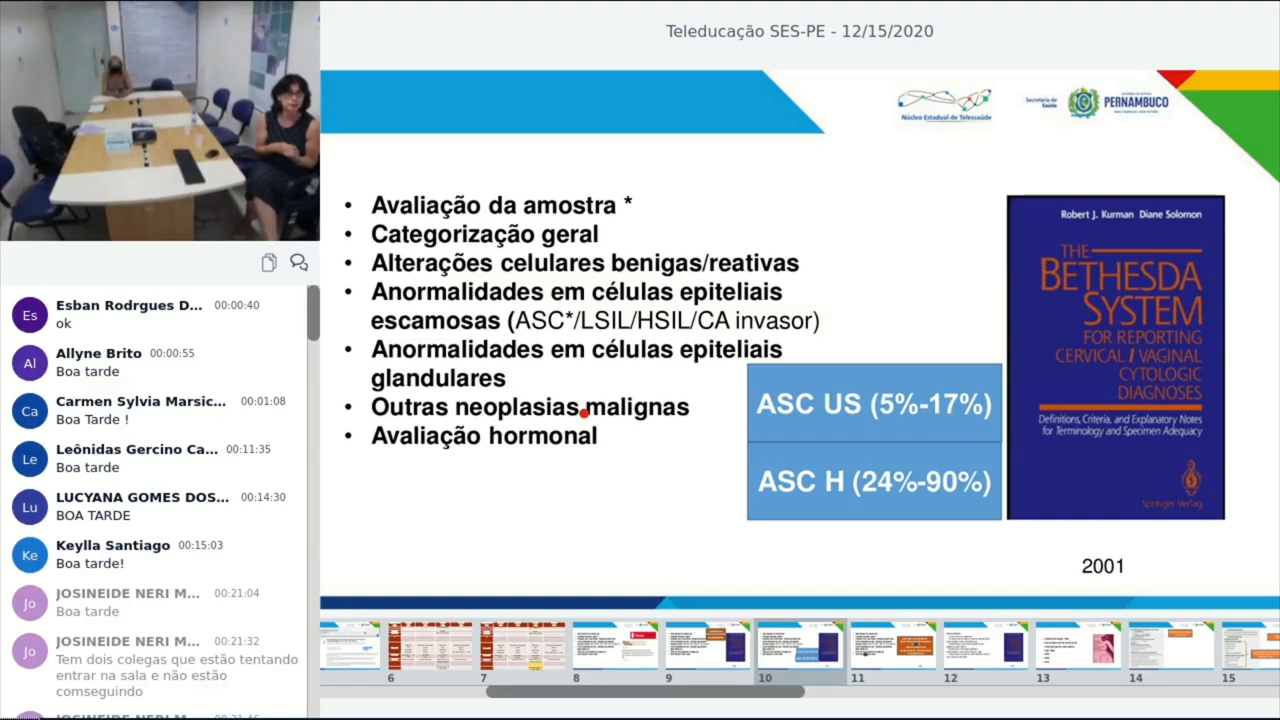 Teleducação SES-PE - 12/15/2020
Núcleo Estadual de Telessaúde
Secretaria de
Saúde
PERNAMBUCO
• Avaliação da amostra *
• Categorização geral
• Alterações celulares benigas/reativas
• Anormalidades em células epiteliais
escamosas (ASC*/LSIL/HSIL/CA invasor)
• Anormalidades em células epiteliais
glandulares
• Outras neoplasias malignas
• Avaliação hormonal
ASC US (5%-17%)
ASC H (24%-90%)
Robert J. Kurman Diane Solomon
THE
BETHESDA
SYSTEM
FOR REPORTING
CERVICAL / VAGINAL
CYTOLOGIC
DIAGNOSES
Definitions, Criteria, and Explanatory Notes
for Terminology and Specimen Adequacy
Springer-Verlag
2001
Es
Esban Rodrgues D... 00:00:40
ok
Al
Allyne Brito 00:00:55
Boa tarde
Ca
Carmen Sylvia Marsic... 00:01:08
Boa Tarde !
Le
Leônidas Gercino Ca... 00:11:35
Boa tarde
Lu
LUCYANA GOMES DOS... 00:14:30
BOA TARDE
Ke
Keylla Santiago 00:15:03
Boa tarde!
Jo
JOSINEIDE NERI M... 00:21:04
Boa tarde
Jo
JOSINEIDE NERI M... 00:21:32
Tem dois colegas que estão tentando
entrar na sala e não estão
comseguindo
6 7 8 9 10 11 12 13 14 15